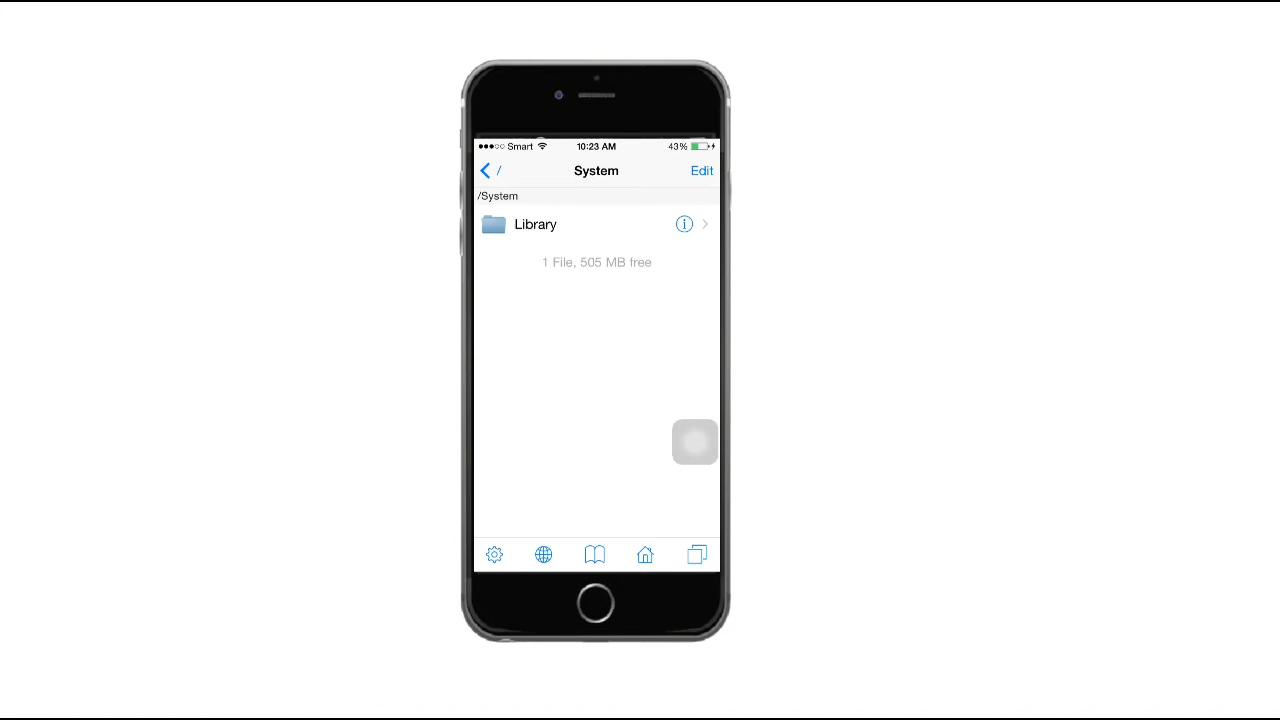 Smart 10:23 AM 43%
/ System Edit
/System
Library
1 File, 505 MB free